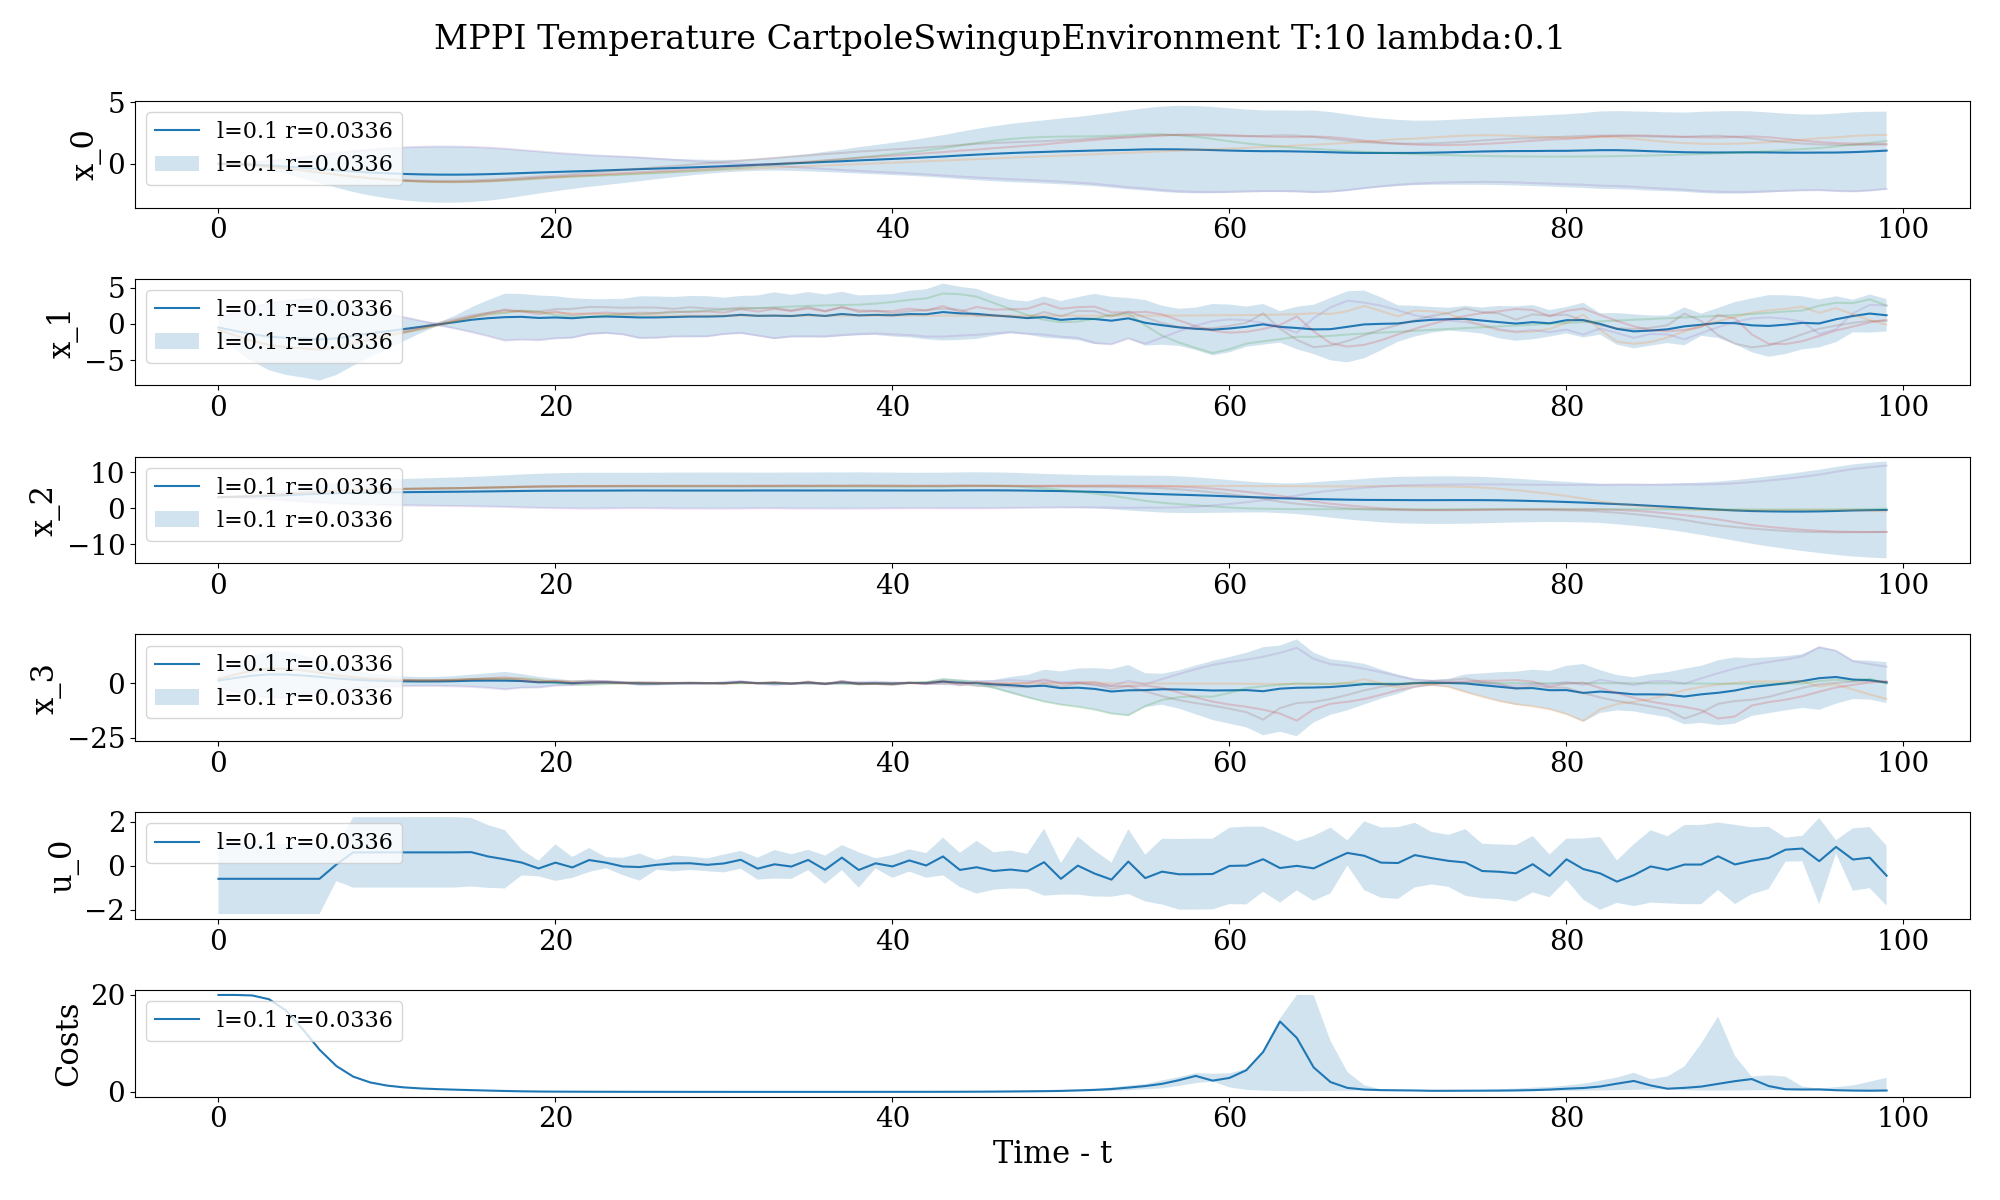 MPPI Temperature CartpoleSwingupEnvironment T:10 lambda:0.1
x_0
5
0
l=0.1 r=0.0336
l=0.1 r=0.0336
0 20 40 60 80 100
x_1
5
0
−5
l=0.1 r=0.0336
l=0.1 r=0.0336
0 20 40 60 80 100
x_2
10
0
−10
l=0.1 r=0.0336
l=0.1 r=0.0336
0 20 40 60 80 100
x_3
0
−25
l=0.1 r=0.0336
l=0.1 r=0.0336
0 20 40 60 80 100
u_0
2
0
−2
l=0.1 r=0.0336
0 20 40 60 80 100
Costs
20
0
l=0.1 r=0.0336
0 20 40 60 80 100
Time - t